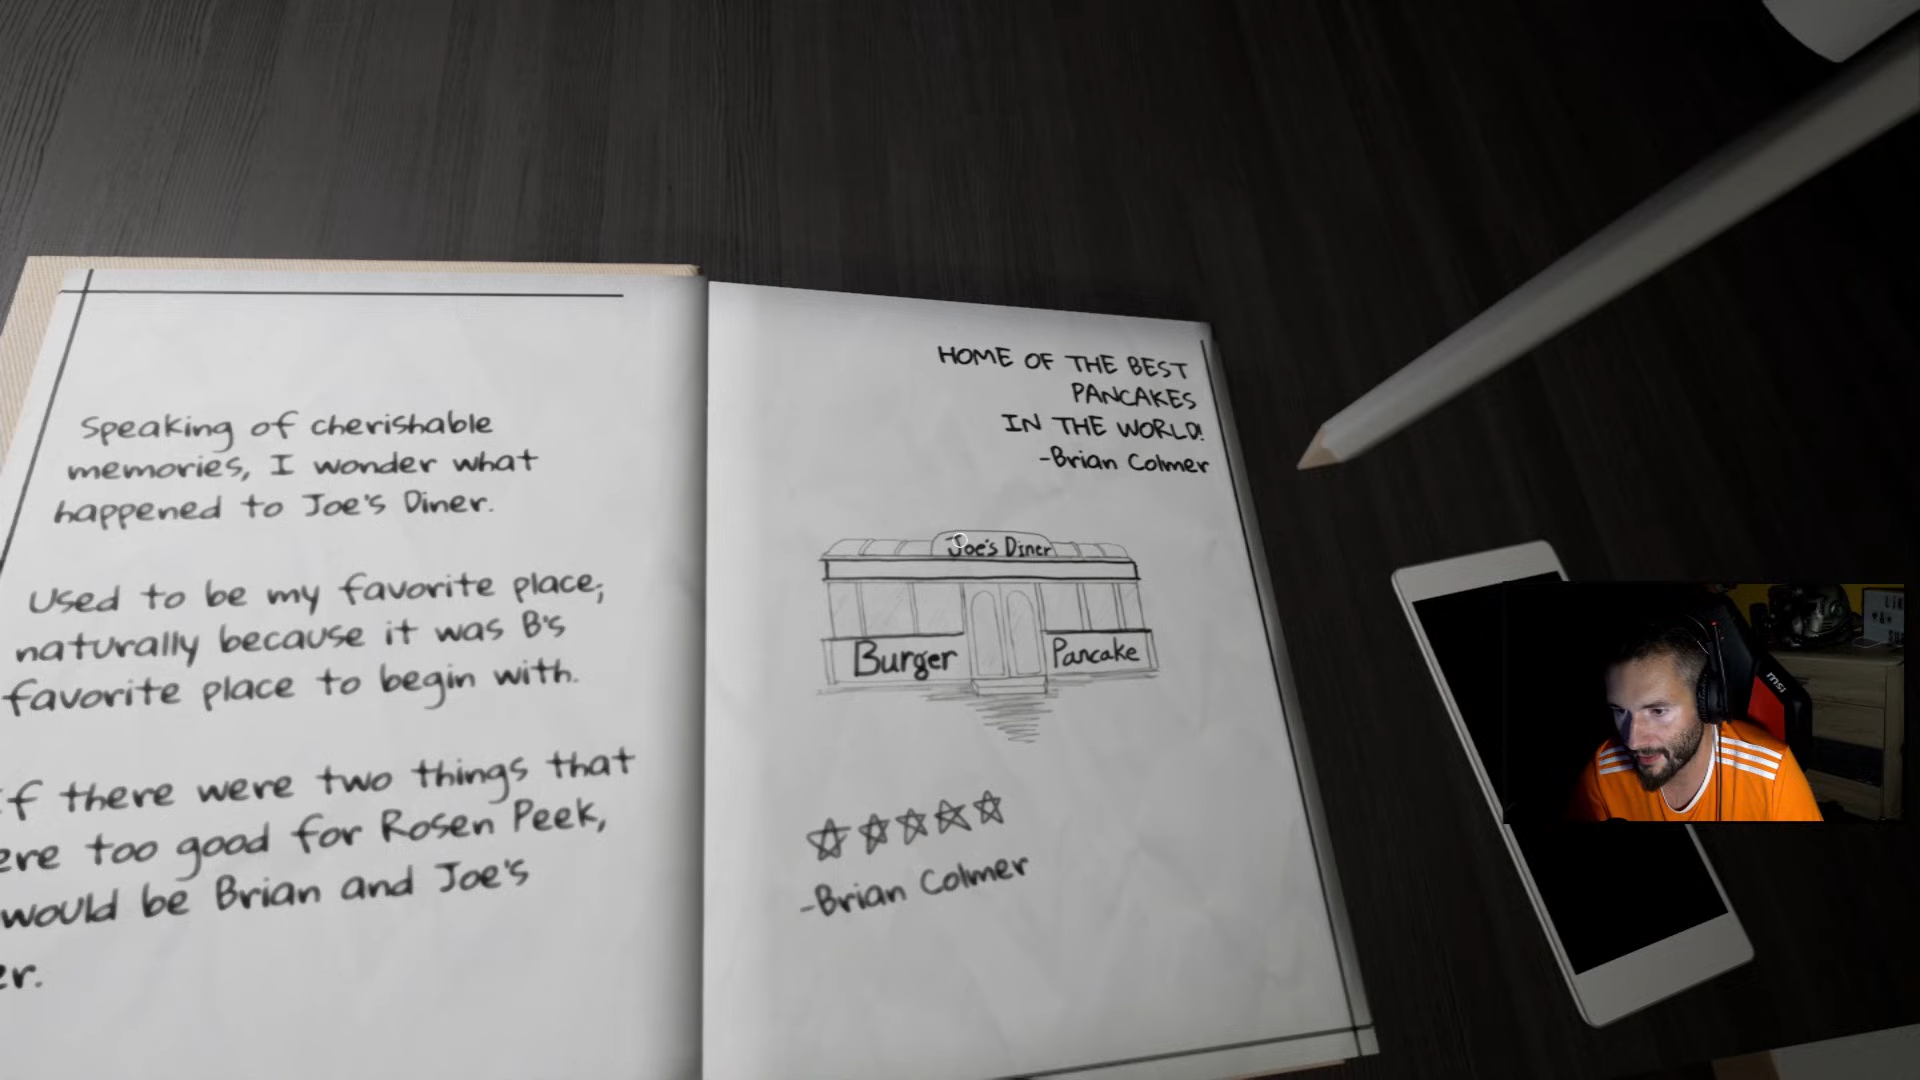 Speaking of cherishable
memories, I wonder what
happened to Joe's Diner.
Used to be my favorite place;
naturally because it was B's
favorite place to begin with.
there were two things that
too good for Rosen Peek,
would be Brian and Joe's
HOME OF THE BEST
PANCAKES
IN THE WORLD!
-Brian Colmer
Joe's Diner
Burger
Pancake
-Brian Colmer
msi